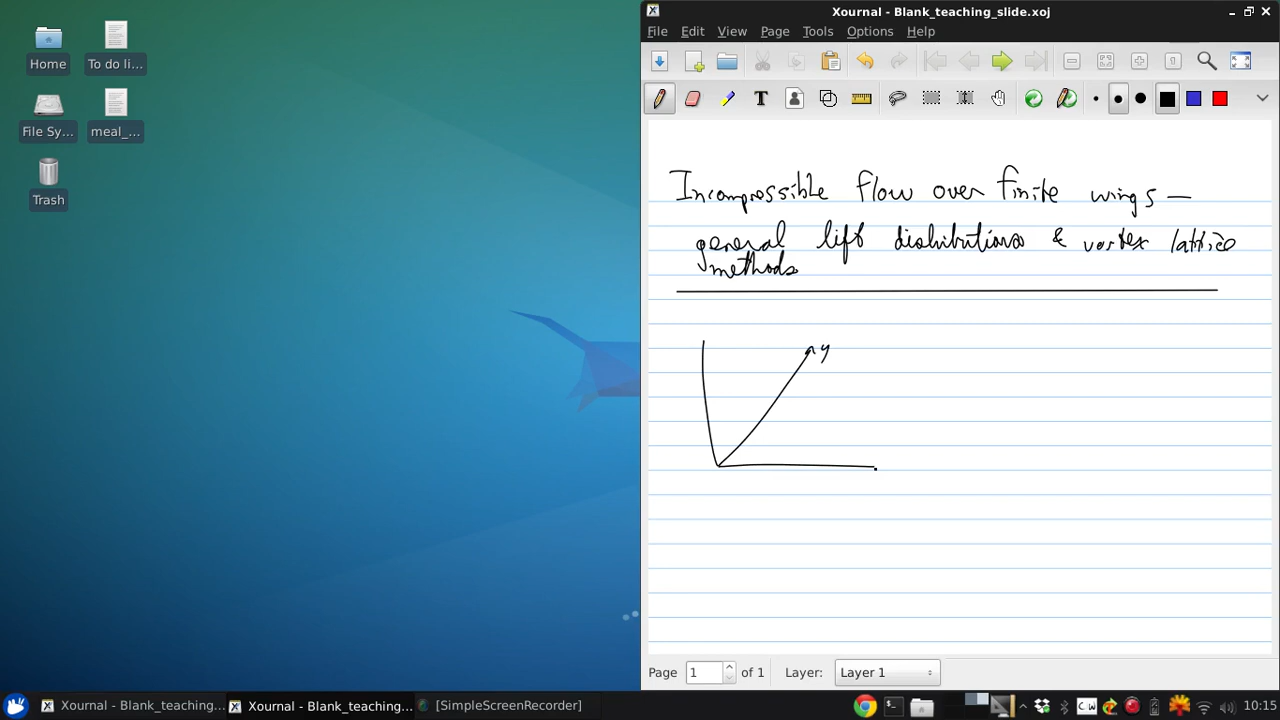 Xournal - Blank_teaching_slide.xoj
File Edit View Page Tools Options Help
Home
To do li...
File Sy...
meal_...
Trash
T
Incompressible flow over finite wings —
general lift distributions & vortex lattice
methods
y
Page 1 of 1 Layer: Layer 1
Xournal - Blank_teaching...
Xournal - Blank_teaching...
[SimpleScreenRecorder]
10:15